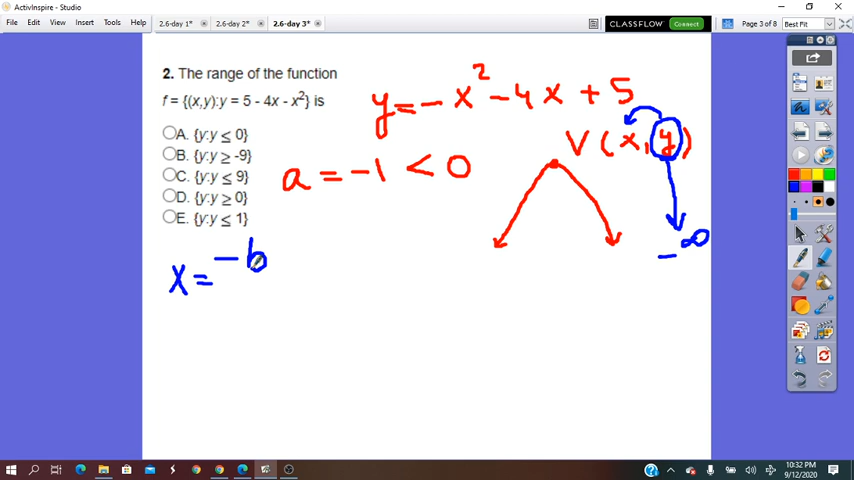 ActivInspire - Studio
File Edit View Insert Tools Help
2.6-day 1* 2.6-day 2* 2.6-day 3*
CLASSFLOW Connect
Page 3 of 8 Best Fit
2. The range of the function
f = {(x,y):y = 5 - 4x - x²} is
A. {y:y ≤ 0}
B. {y:y ≥ -9}
C. {y:y ≤ 9}
D. {y:y ≥ 0}
E. {y:y ≤ 1}
y = - x² - 4x + 5
V (x, y)
a = -1 < 0
-∞
x = -b
10:32 PM
9/12/2020